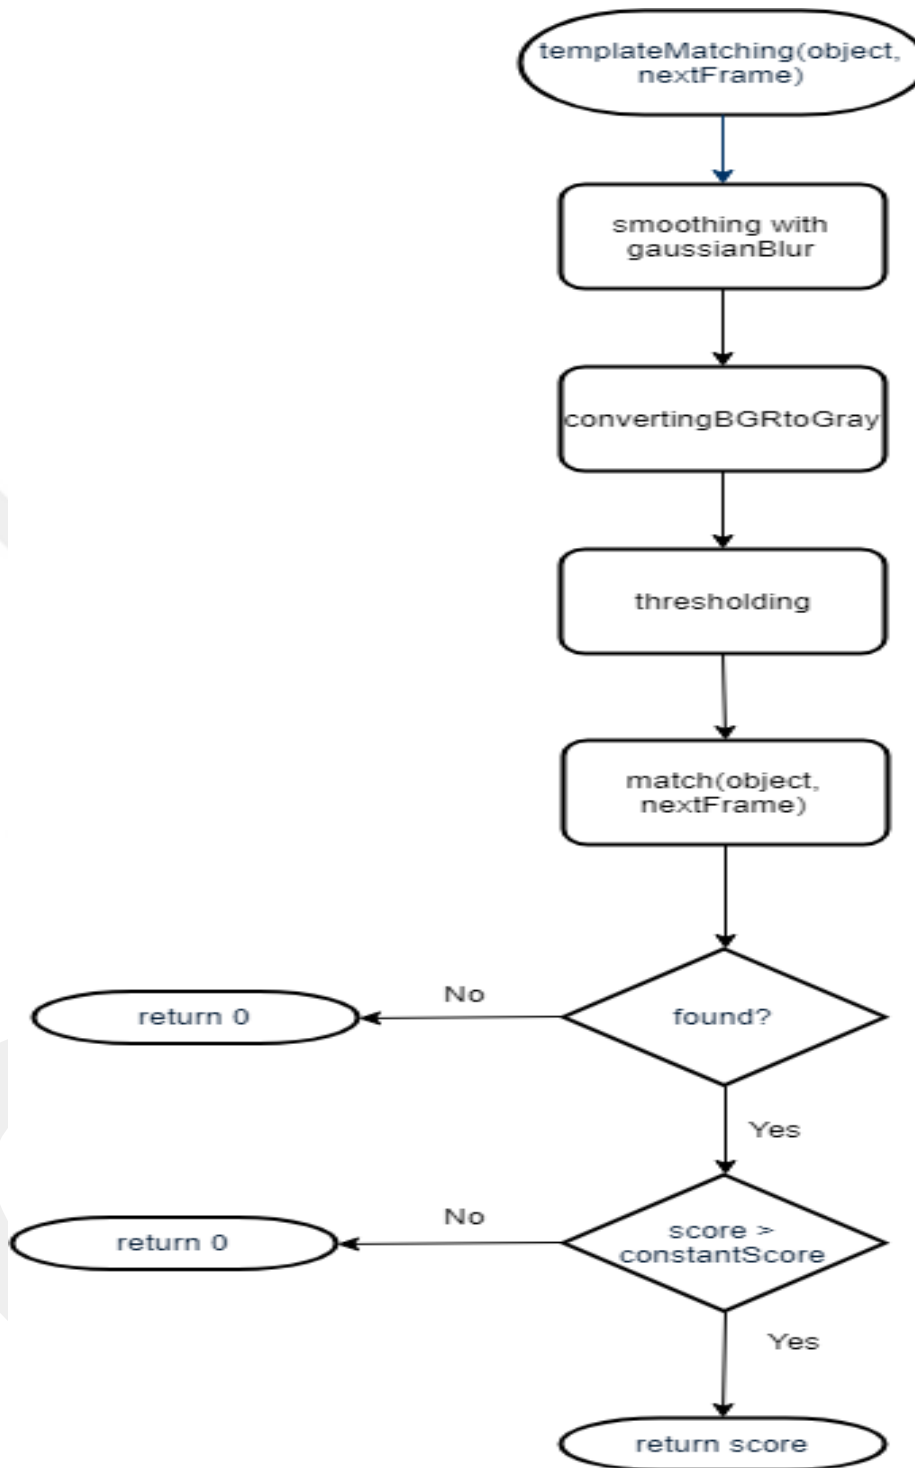 templateMatching(object,
nextFrame)
smoothing with
gaussianBlur
convertingBGRtoGray
thresholding
match(object,
nextFrame)
found?
No
return 0
Yes
score >
constantScore
No
return 0
Yes
return score